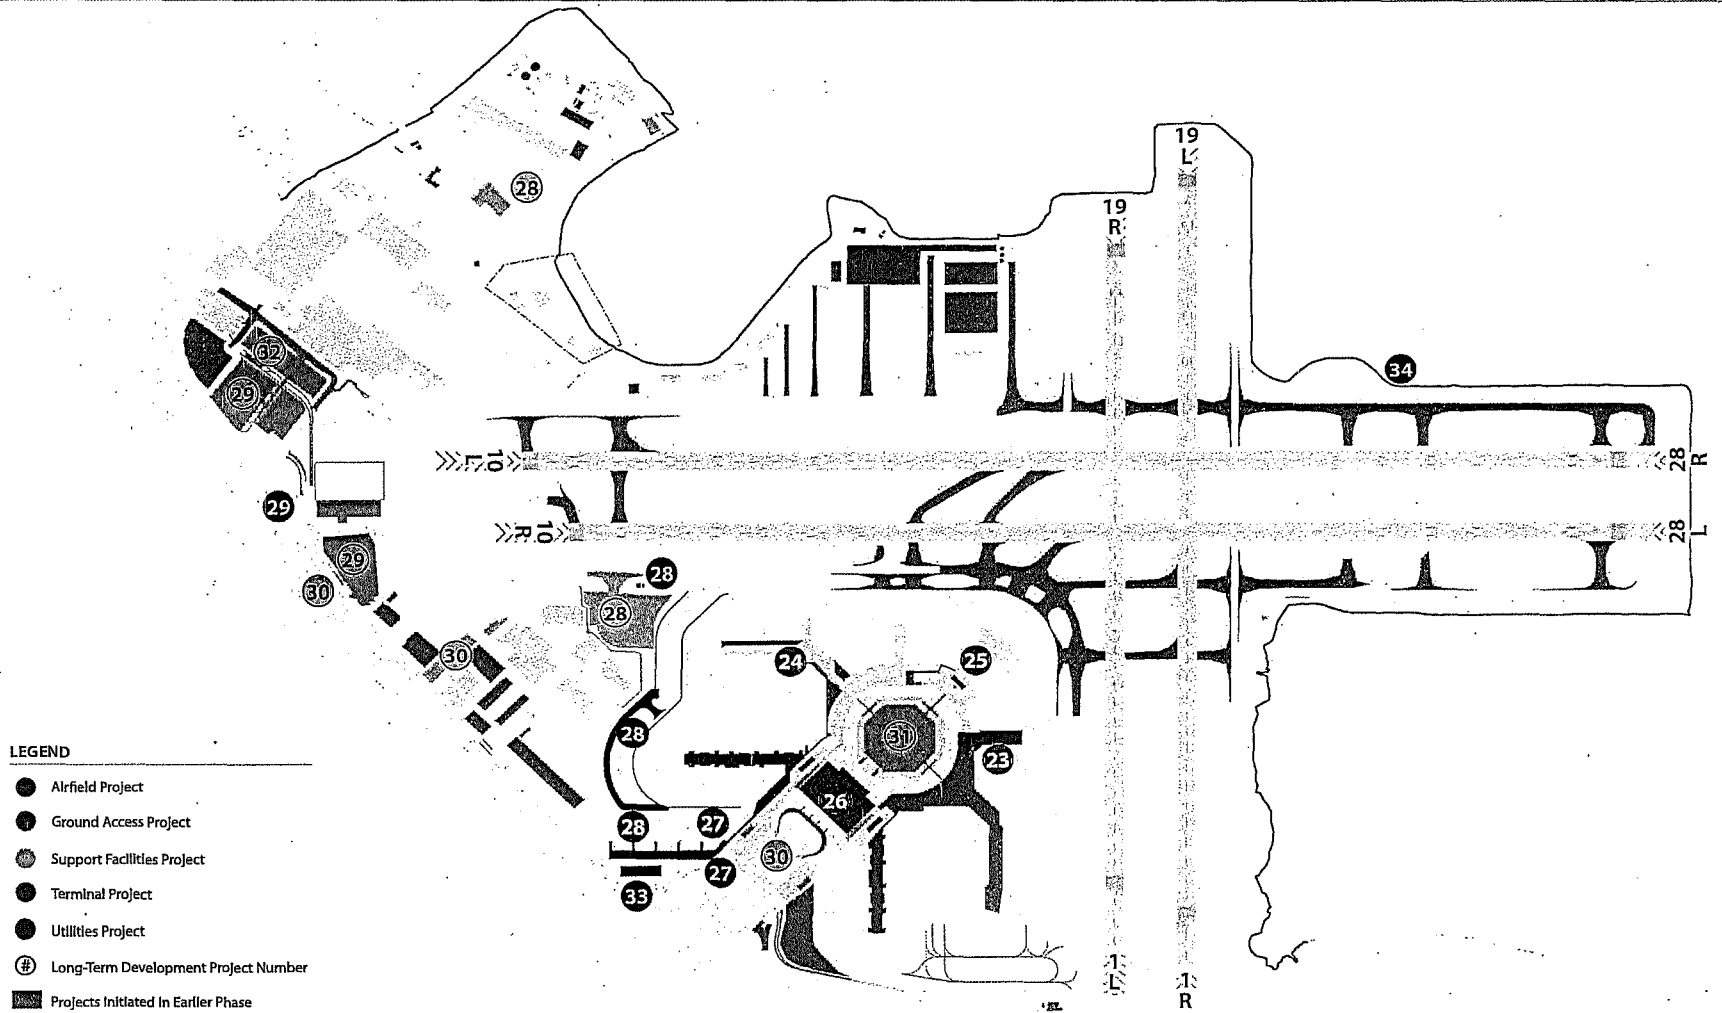 19
L
28
19
R
32
34
29
10
L
28
R
29
10
R
28
L
29
30
28
28
30
24
25
28
31
23
LEGEND
26
Airfield Project
28
27
Ground Access Project
30
Support Facilities Project
27
33
Terminal Project
Utilities Project
# Long-Term Development Project Number
1
L
1
R
Projects Initiated in Earlier Phase